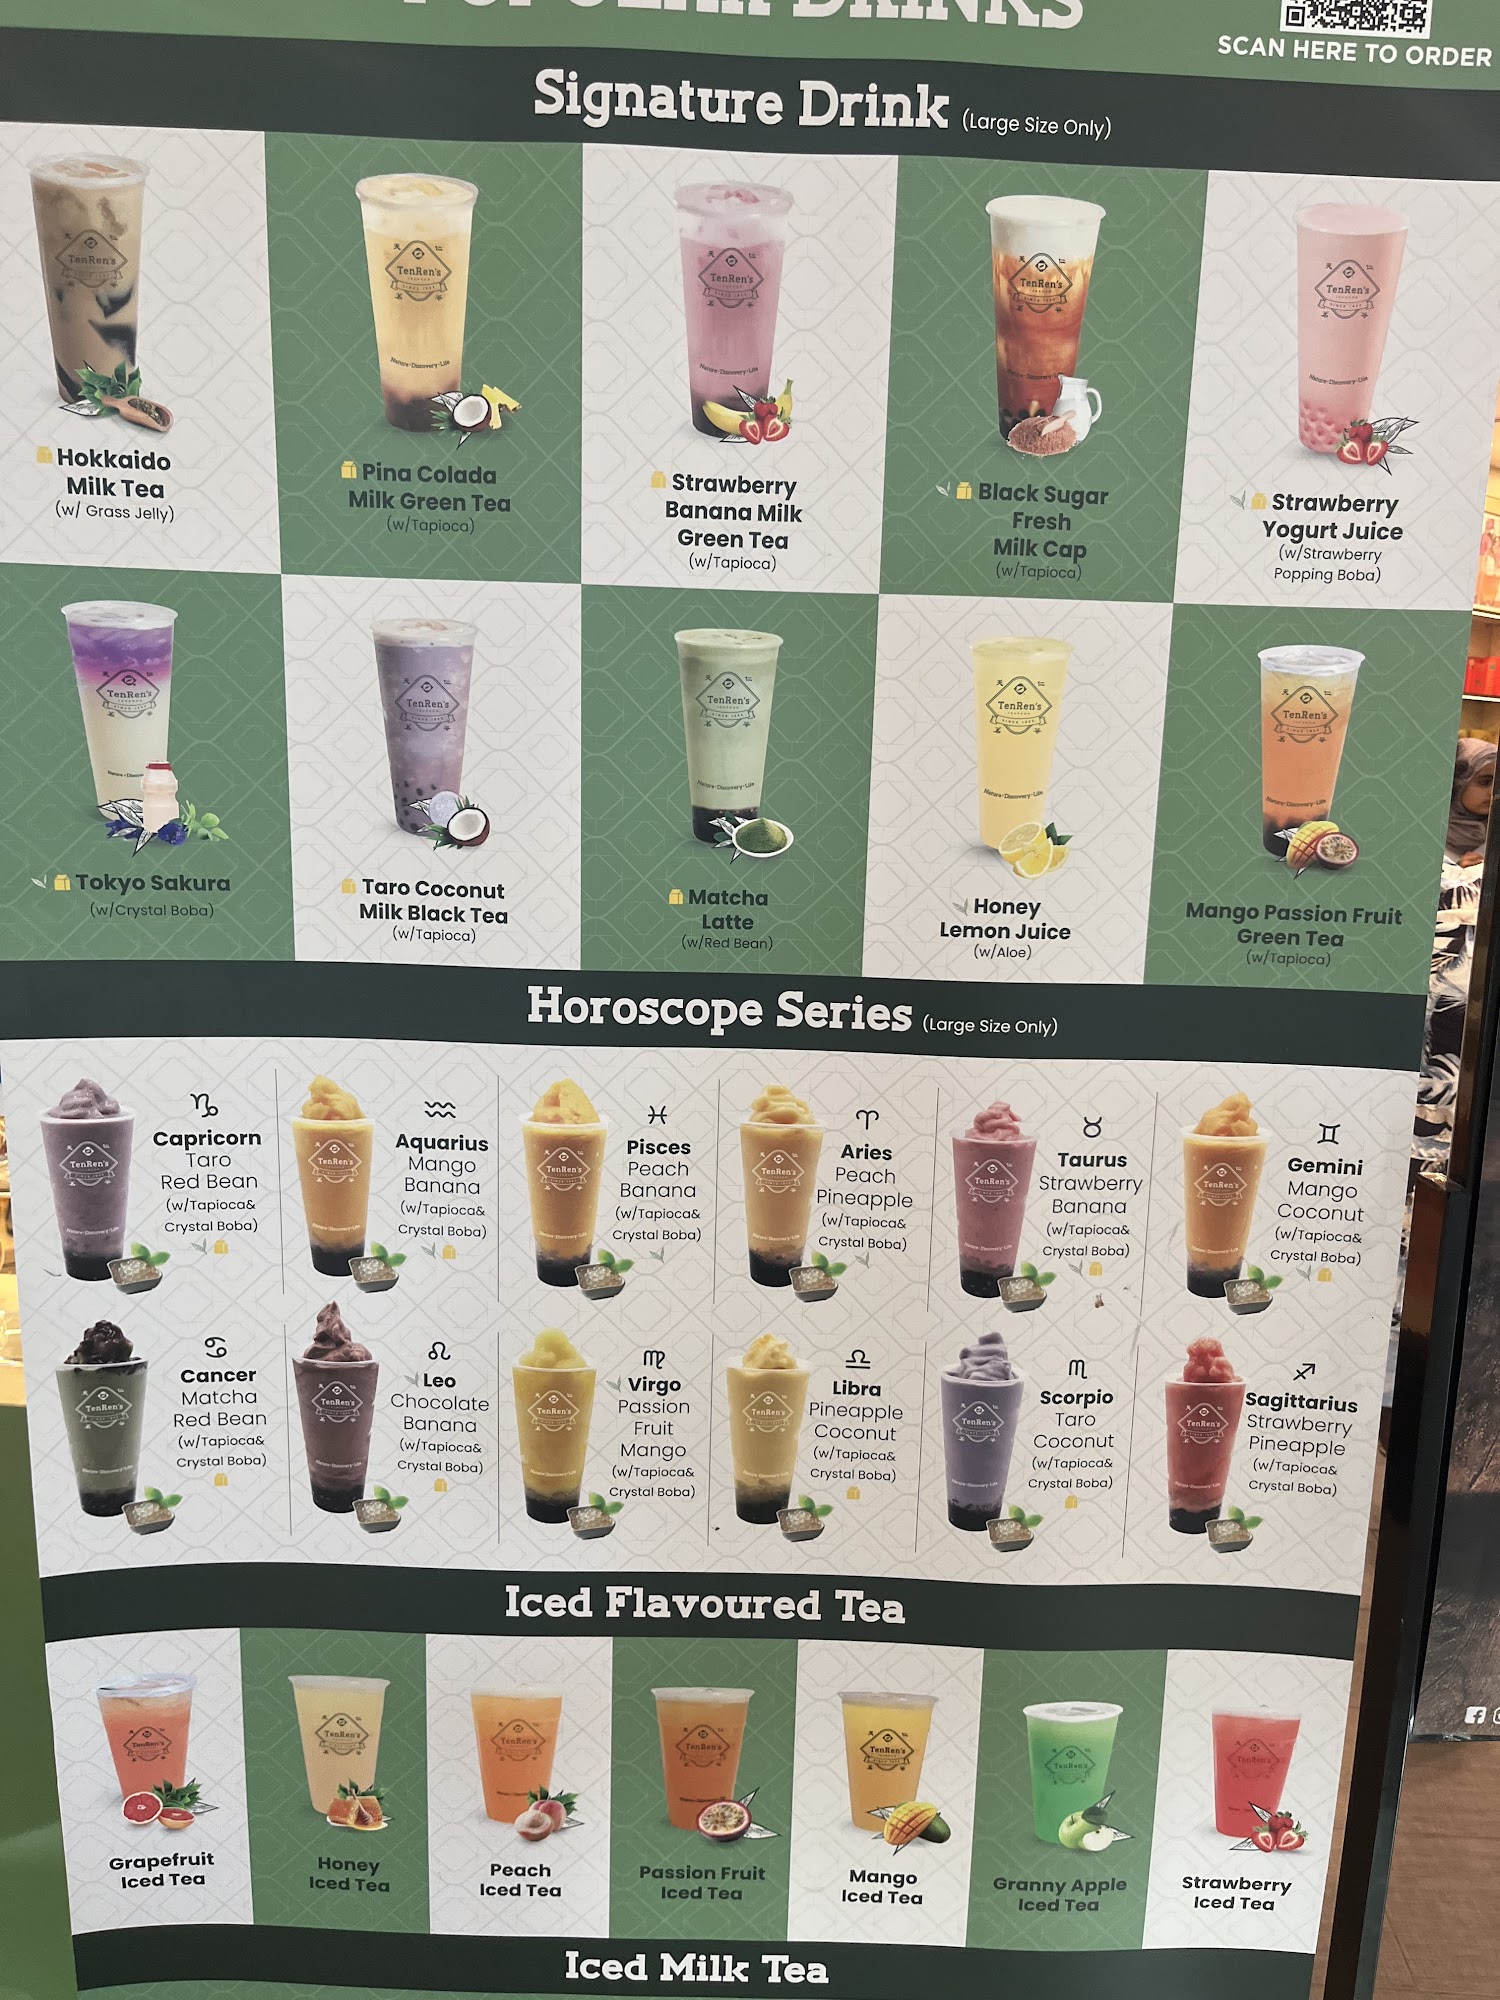 POPULAR DRINKS
SCAN HERE TO ORDER
Signature Drink (Large Size Only)
TenRen's
SINCE 1953
Nature・Discovery・Life
Hokkaido
Milk Tea
(w/ Grass Jelly)
Pina Colada
Milk Green Tea
(w/Tapioca)
Strawberry
Banana Milk
Green Tea
(w/Tapioca)
Black Sugar
Fresh
Milk Cap
(w/Tapioca)
Strawberry
Yogurt Juice
(w/Strawberry
Popping Boba)
Tokyo Sakura
(w/Crystal Boba)
Taro Coconut
Milk Black Tea
(w/Tapioca)
Matcha
Latte
(w/Red Bean)
Honey
Lemon Juice
(w/Aloe)
Mango Passion Fruit
Green Tea
(w/Tapioca)
Horoscope Series (Large Size Only)
Capricorn
Taro
Red Bean
(w/Tapioca&
Crystal Boba)
Aquarius
Mango
Banana
(w/Tapioca&
Crystal Boba)
Pisces
Peach
Banana
(w/Tapioca&
Crystal Boba)
Aries
Peach
Pineapple
(w/Tapioca&
Crystal Boba)
Taurus
Strawberry
Banana
(w/Tapioca&
Crystal Boba)
Gemini
Mango
Coconut
(w/Tapioca&
Crystal Boba)
Cancer
Matcha
Red Bean
(w/Tapioca&
Crystal Boba)
Leo
Chocolate
Banana
(w/Tapioca&
Crystal Boba)
Virgo
Passion
Fruit
Mango
(w/Tapioca&
Crystal Boba)
Libra
Pineapple
Coconut
(w/Tapioca&
Crystal Boba)
Scorpio
Taro
Coconut
(w/Tapioca&
Crystal Boba)
Sagittarius
Strawberry
Pineapple
(w/Tapioca&
Crystal Boba)
Iced Flavoured Tea
Grapefruit
Iced Tea
Honey
Iced Tea
Peach
Iced Tea
Passion Fruit
Iced Tea
Mango
Iced Tea
Granny Apple
Iced Tea
Strawberry
Iced Tea
Iced Milk Tea